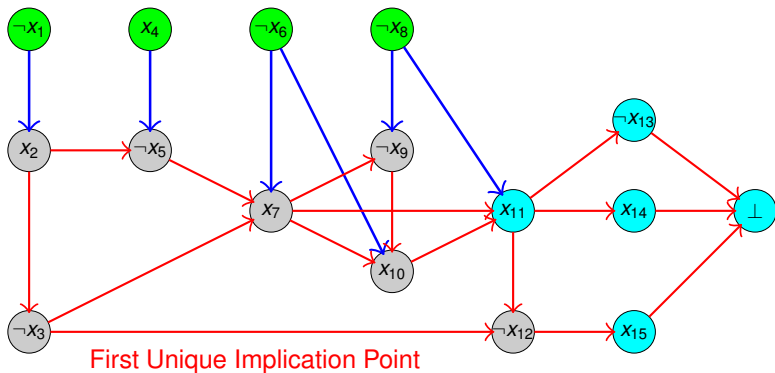 ¬x₁ x₄ ¬x₆ ¬x₈
¬x₁₃
x₂ ¬x₅ ¬x₉
x₇ x₁₁ x₁₄ ⊥
x₁₀
¬x₃ ¬x₁₂ x₁₅
First Unique Implication Point